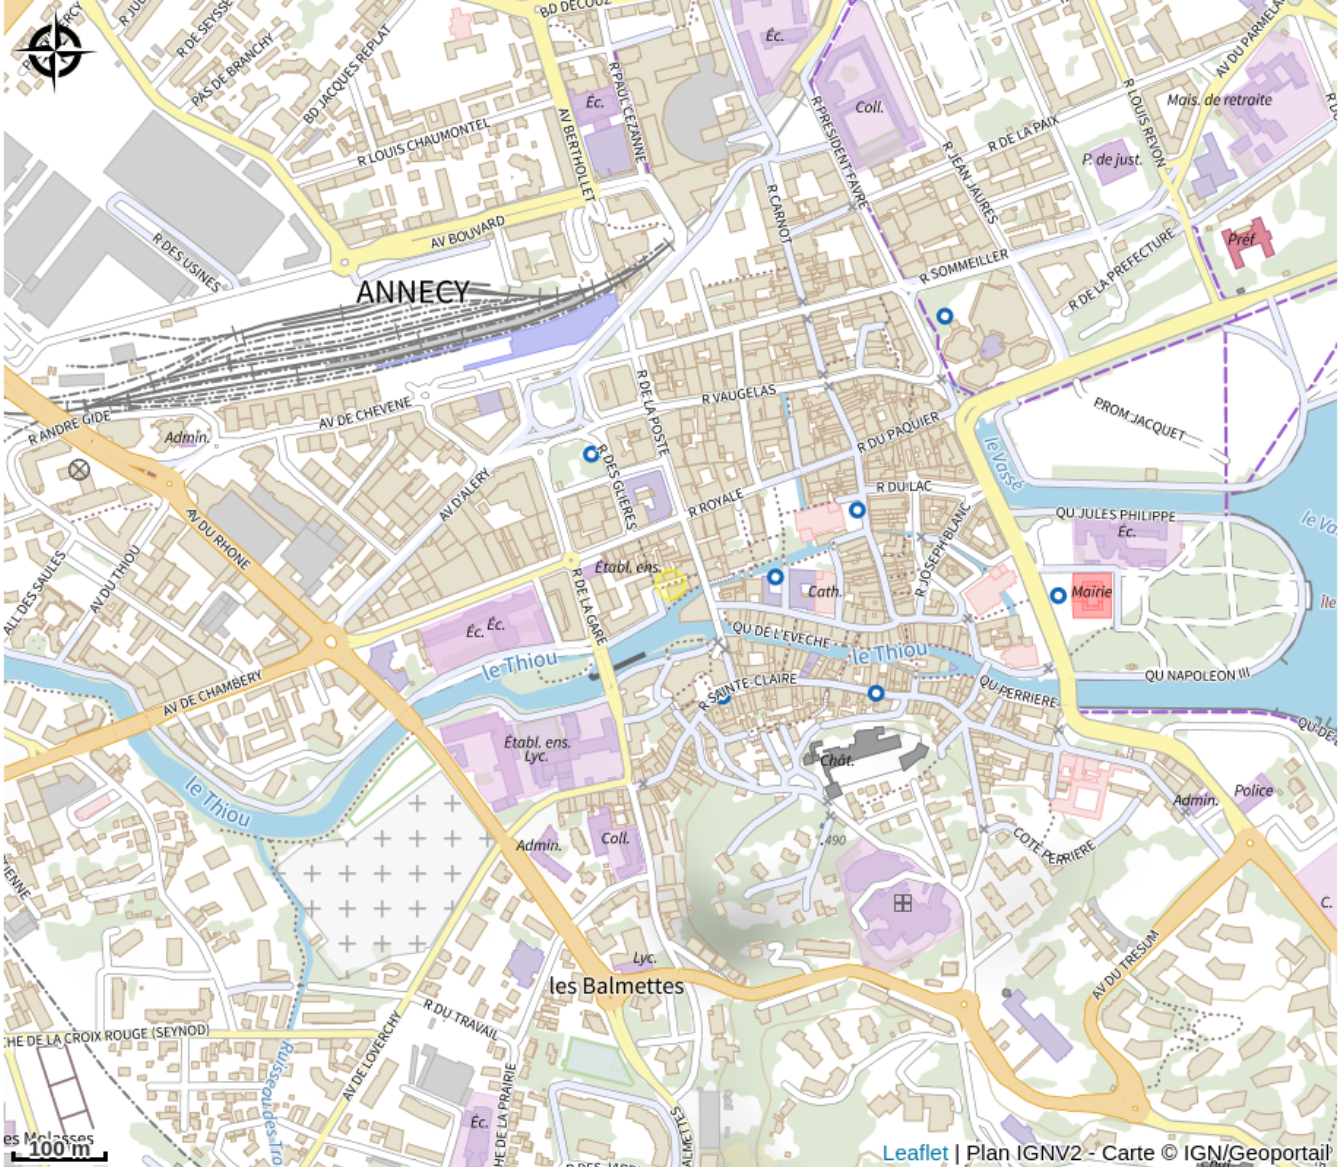 BD DECOUZ
R DE SEYSSE
PAS DE BRANCHY
BD JACQUES REPLAT
R PAUL CEZANNE
Éc.
Éc.
Coll.
AV DU PARMELA
Mais. de retraite
R LOUIS REVON
R DE LA PAIX
P. de just.
R LOUIS CHAUMONTEL
AV BERTHOLLET
R PRESIDENT FAVRE
R JEAN JAURES
R CARNOT
AV BOUVARD
R DES USINES
R SOMMEILLER
R DE LA PREFECTURE
Préf
ANNECY
R DE LA POSTE
R VAUGELAS
AV DE CHEVENE
R ANDRE GIDE
Admin.
R DU PAQUIER
PROM JACQUET
le Vassé
R DES GLIERES
AV D'ALERY
R ROYALE
R DU LAC
QU JULES PHILIPPE
Éc.
le Va
AV DU RHONE
R JOSEPH BLANC
ALL DES SAULES
AV DU THIOU
Établ. ens.
R DE LA GARE
Cath.
Mairie
île
Éc.
Éc.
QU DE L'EVECHE
le Thiou
le Thiou
AV DE CHAMBERY
R SAINTE-CLAIRE
QU PERRIERE
QU NAPOLEON III
QU DE
Établ. ens.
Lyc.
Chât.
le Thiou
Admin.
Police
Admin.
Coll.
490
COTE PERRIERE
C.
TIENNE
Lyc.
les Balmettes
AV DU TRESUM
R DU TRAVAIL
CHE DE LA CROIX ROUGE (SEYNOD)
AV DE LOVERCHY
Ruisseau des Tro
HE DE LA PRAIRIE
Éc.
ALMETTES
es Molasses
100 m
Leaflet | Plan IGNV2 - Carte © IGN/Geoportail